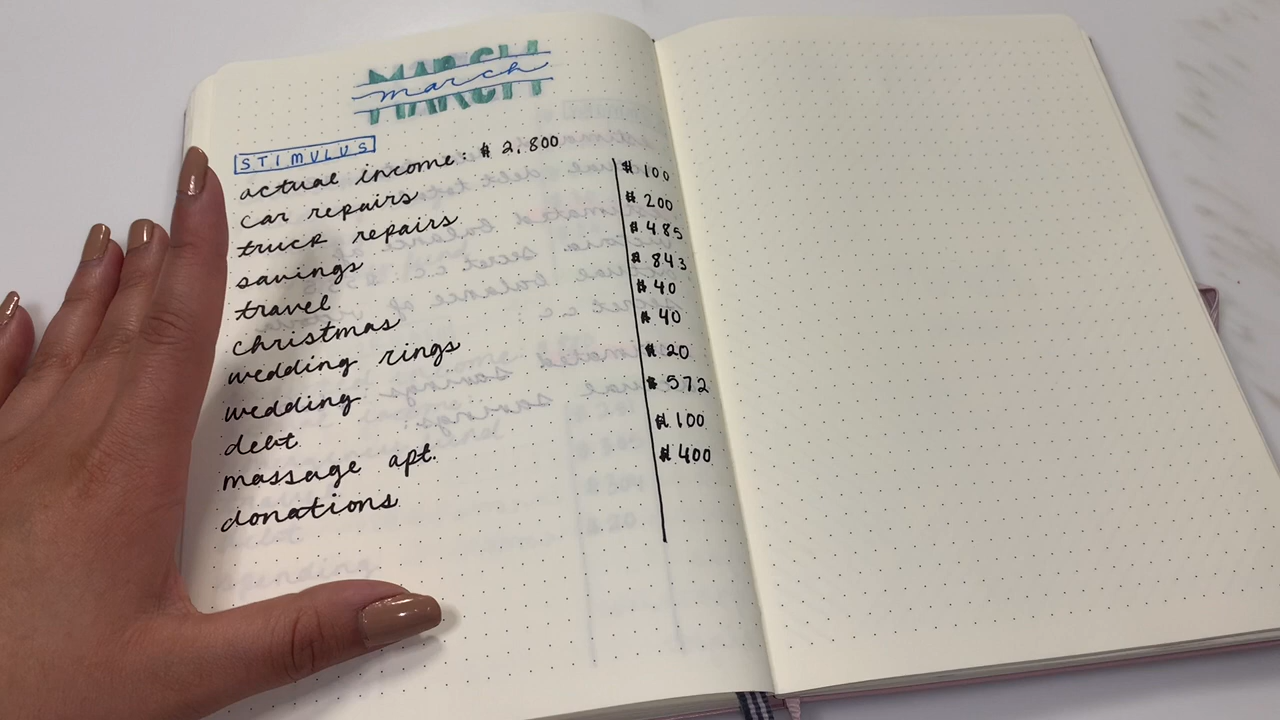 MARCH
march
STIMULUS
actual income: $ 2,800
car repairs $ 100
truck repairs $ 200
savings $ 485
travel $ 843
christmas $ 40
wedding rings $ 40
wedding $ 20
debt $ 572
massage apt. $ 100
donations $ 400